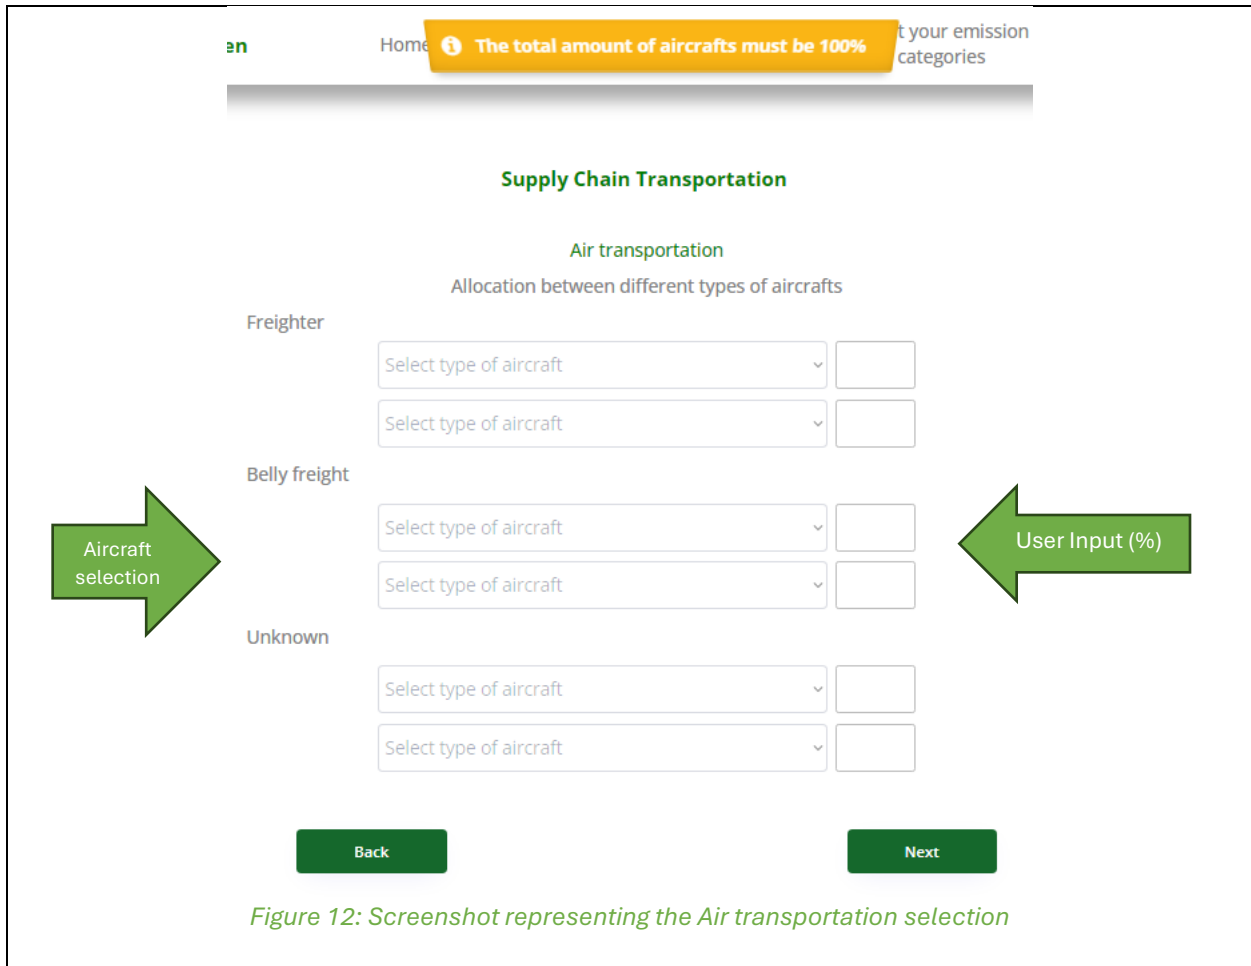 en
Home
The total amount of aircrafts must be 100%
t your emission
categories
Supply Chain Transportation
Air transportation
Allocation between different types of aircrafts
Freighter
Select type of aircraft
Select type of aircraft
Belly freight
Select type of aircraft
Select type of aircraft
Aircraft
selection
User Input (%)
Unknown
Select type of aircraft
Select type of aircraft
Back
Next
Figure 12: Screenshot representing the Air transportation selection